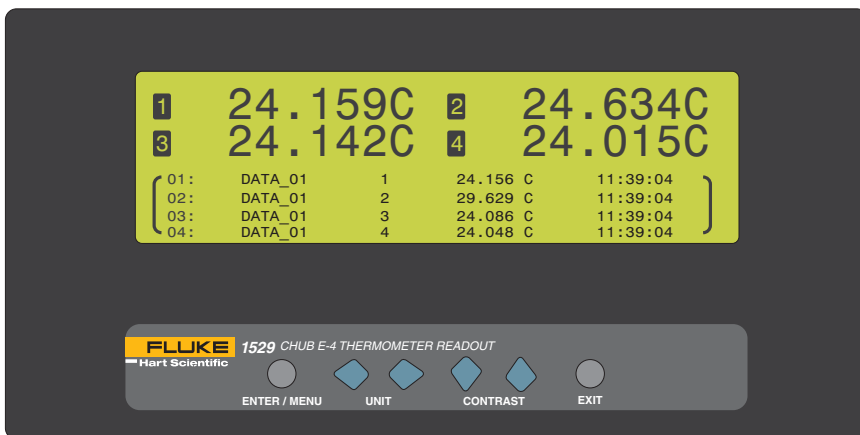 1 24.159C 2 24.634C
3 24.142C 4 24.015C
01: DATA_01 1 24.156 C 11:39:04
02: DATA_01 2 29.629 C 11:39:04
03: DATA_01 3 24.086 C 11:39:04
04: DATA_01 4 24.048 C 11:39:04
FLUKE 1529 CHUB E-4 THERMOMETER READOUT
Hart Scientific
ENTER / MENU UNIT CONTRAST EXIT